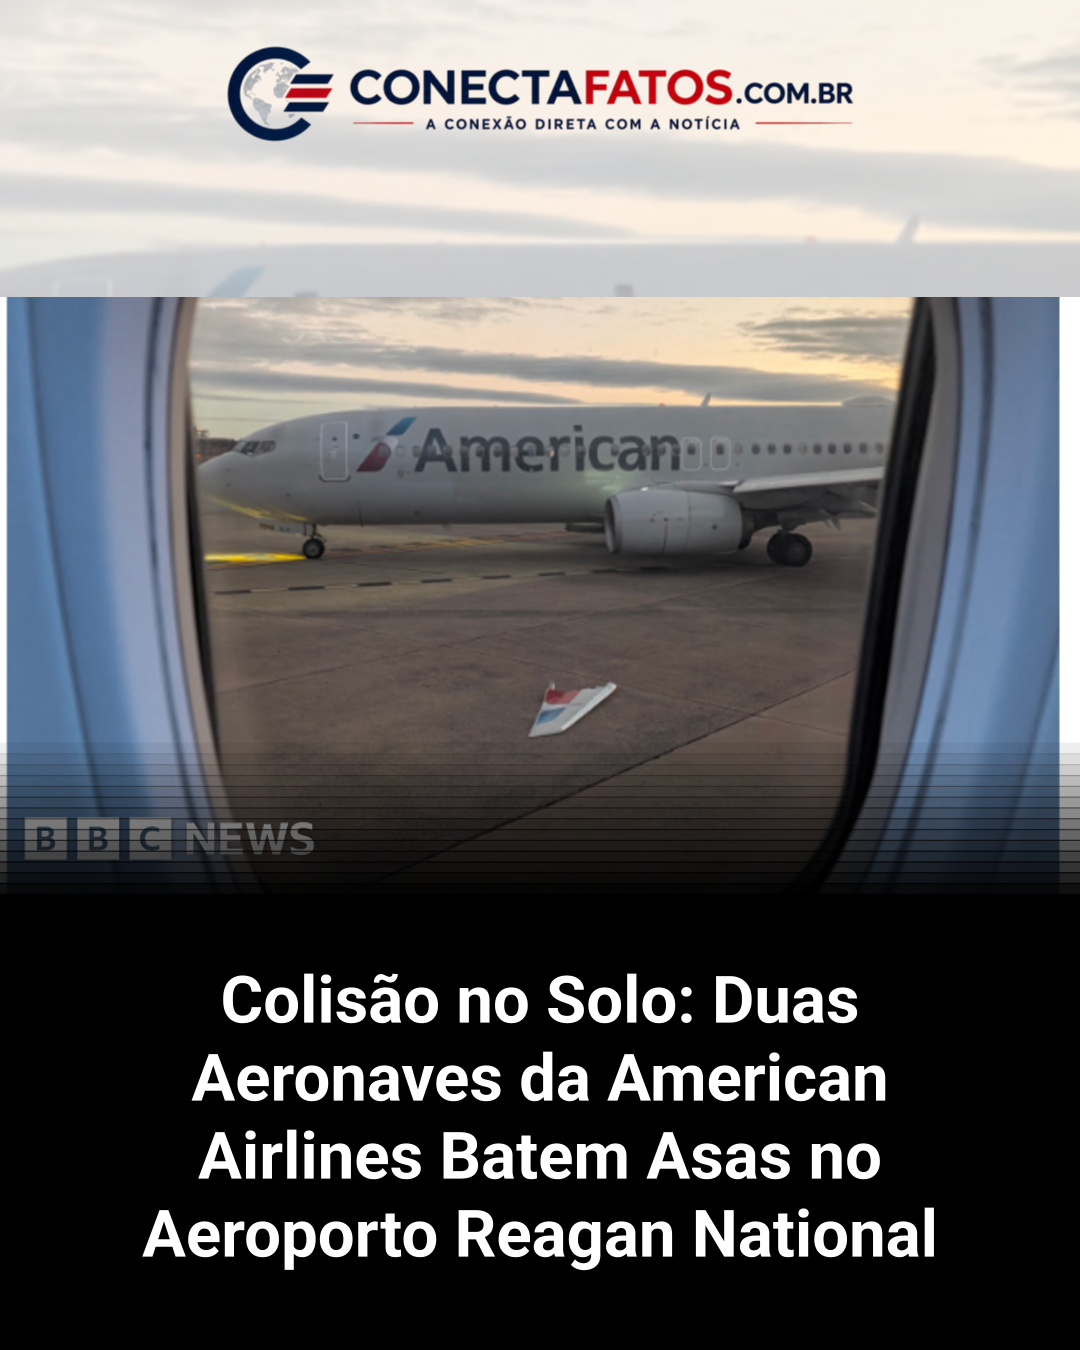 CONECTAFATOS.COM.BR
A CONEXÃO DIRETA COM A NOTÍCIA
American
BBC NEWS
Colisão no Solo: Duas
Aeronaves da American
Airlines Batem Asas no
Aeroporto Reagan National